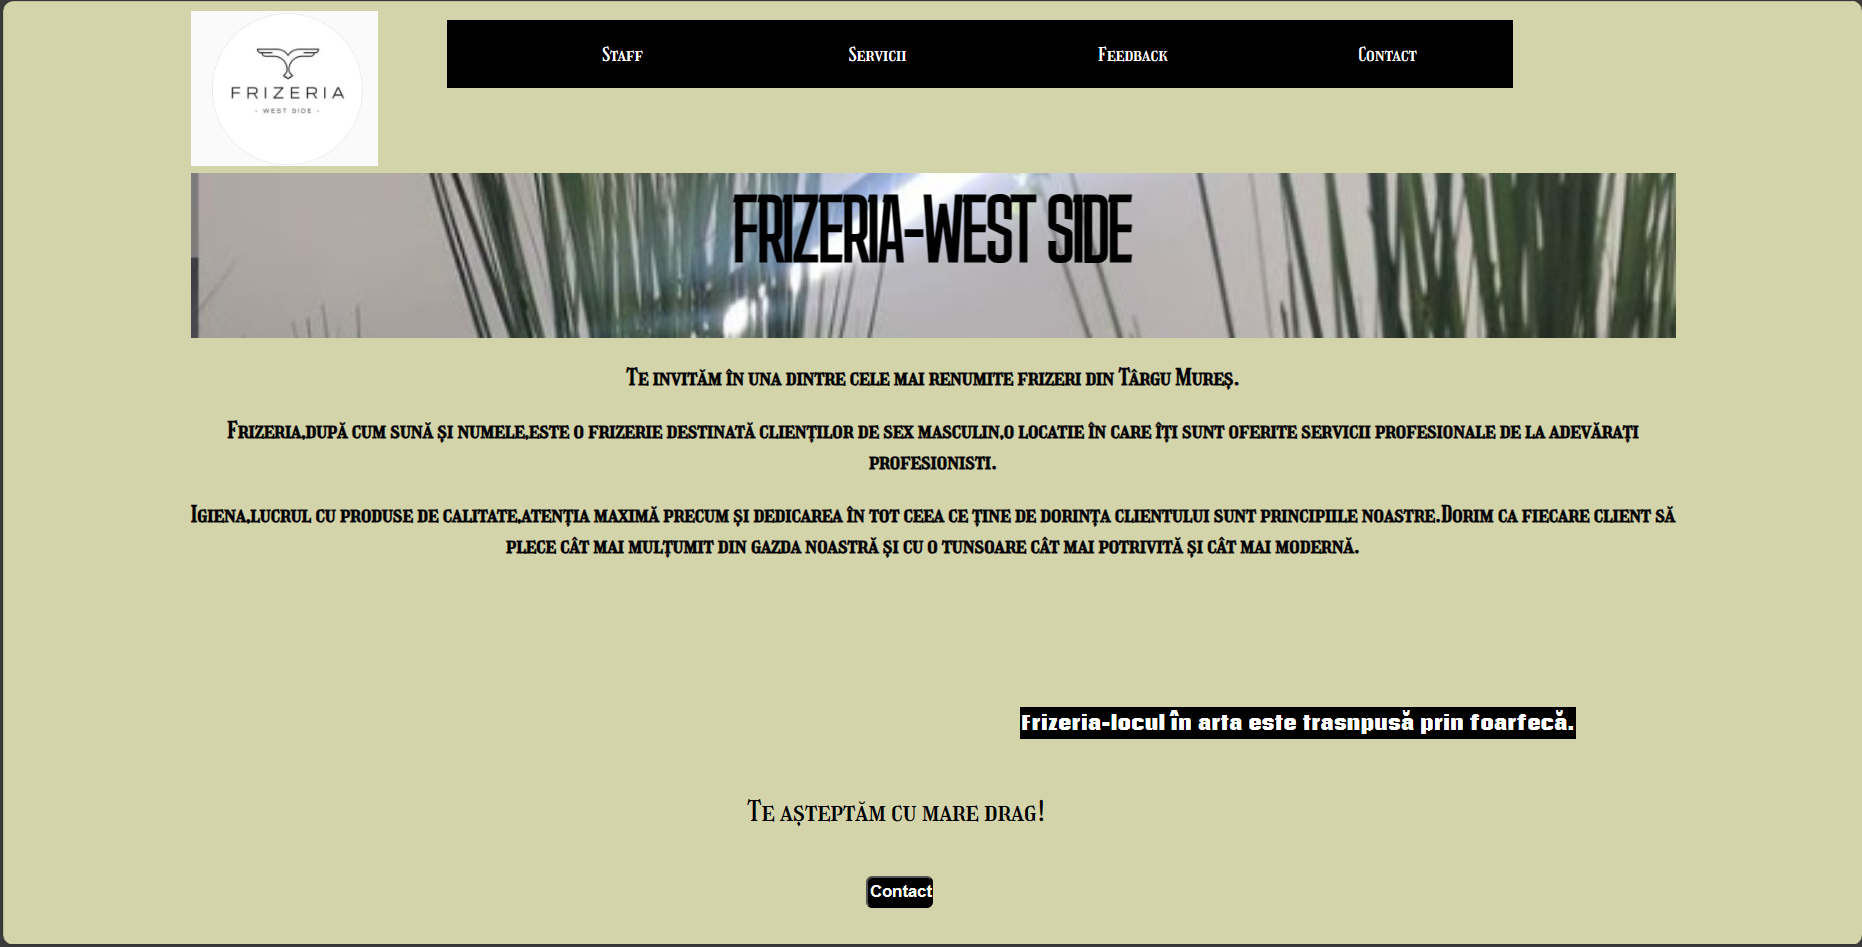 FRIZERIA
- WEST SIDE -
Staff
Servicii
Feedback
Contact
FRIZERIA-WEST SIDE
Te invităm în una dintre cele mai renumite frizeri din Târgu Mureș.
Frizeria,după cum sună și numele,este o frizerie destinată clienților de sex masculin,o locatie în care îți sunt oferite servicii profesionale de la adevărați
profesionisti.
Igiena,lucrul cu produse de calitate,atenția maximă precum și dedicarea în tot ceea ce ține de dorința clientului sunt principiile noastre.Dorim ca fiecare client să
plece cât mai mulțumit din gazda noastră și cu o tunsoare cât mai potrivită și cât mai modernă.
Frizeria-locul în arta este trasnpusă prin foarfecă.
Te așteptăm cu mare drag!
Contact